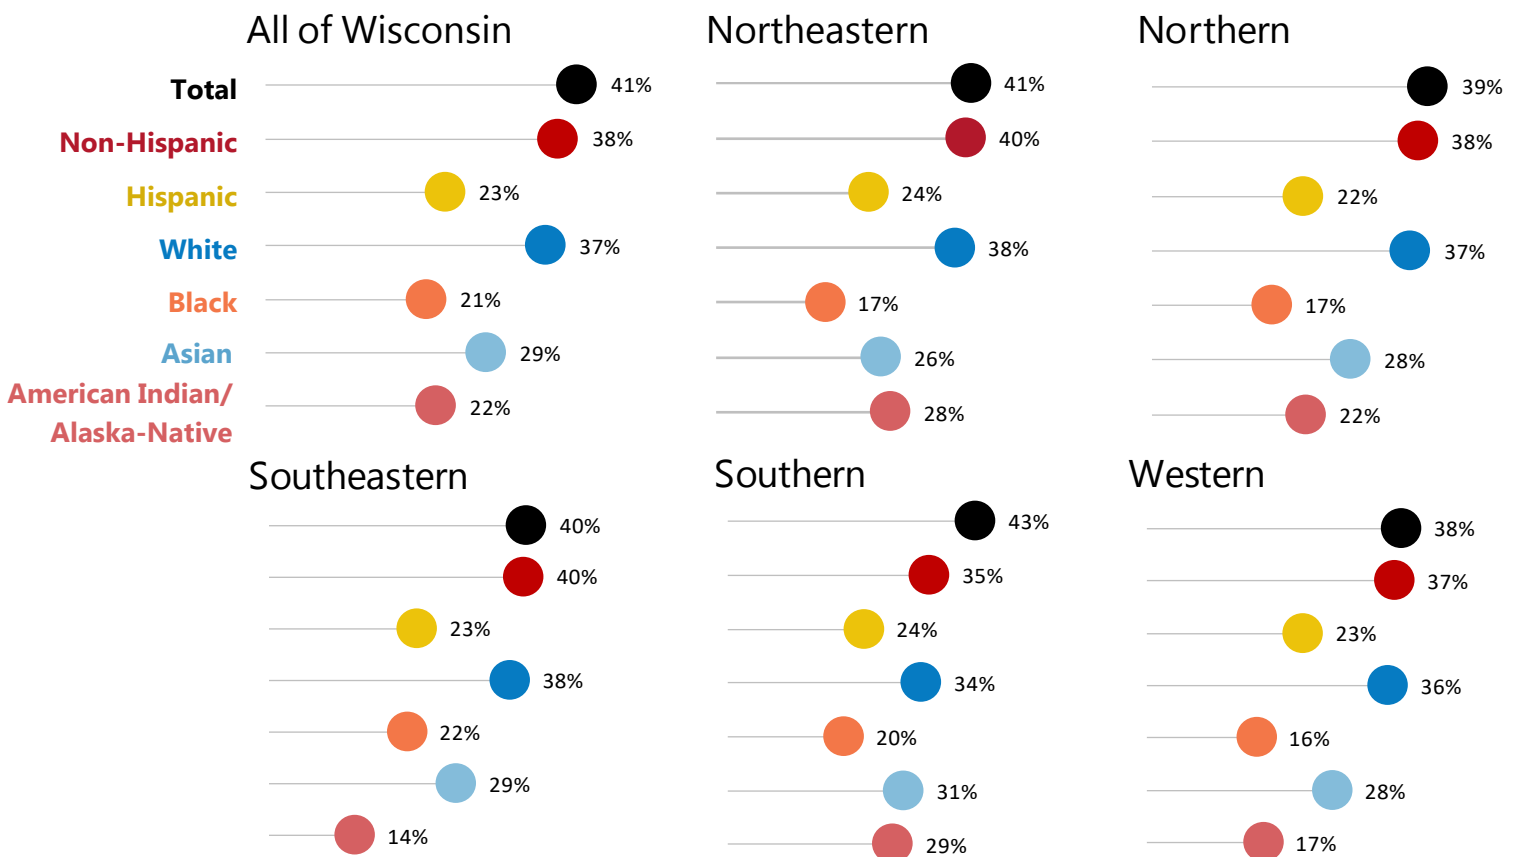 All of Wisconsin
Total 41%
Non-Hispanic 38%
Hispanic 23%
White 37%
Black 21%
Asian 29%
American Indian/
Alaska-Native 22%
Northeastern
41%
40%
24%
38%
17%
26%
28%
Northern
39%
38%
22%
37%
17%
28%
22%
Southeastern
40%
40%
23%
38%
22%
29%
14%
Southern
43%
35%
24%
34%
20%
31%
29%
Western
38%
37%
23%
36%
16%
28%
17%